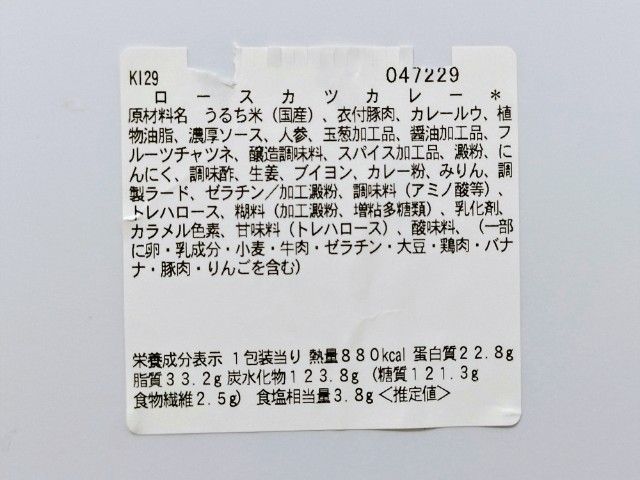 KI29 047229
ロースカツカレー＊
原材料名 うるち米（国産）、衣付豚肉、カレールウ、植
物油脂、濃厚ソース、人参、玉葱加工品、醤油加工品、フ
ルーツチャツネ、醸造調味料、スパイス加工品、澱粉、に
んにく、調味酢、生姜、ブイヨン、カレー粉、みりん、調
製ラード、ゼラチン／加工澱粉、調味料（アミノ酸等）、
トレハロース、糊料（加工澱粉、増粘多糖類）、乳化剤、
カラメル色素、甘味料（トレハロース）、酸味料、（一部
に卵・乳成分・小麦・牛肉・ゼラチン・大豆・鶏肉・バナ
ナ・豚肉・りんごを含む）
栄養成分表示 １包装当り 熱量８８０kcal 蛋白質２２.８g
脂質３３.２g 炭水化物１２３.８g （糖質１２１.３g
食物繊維２.５g） 食塩相当量３.８g＜推定値＞